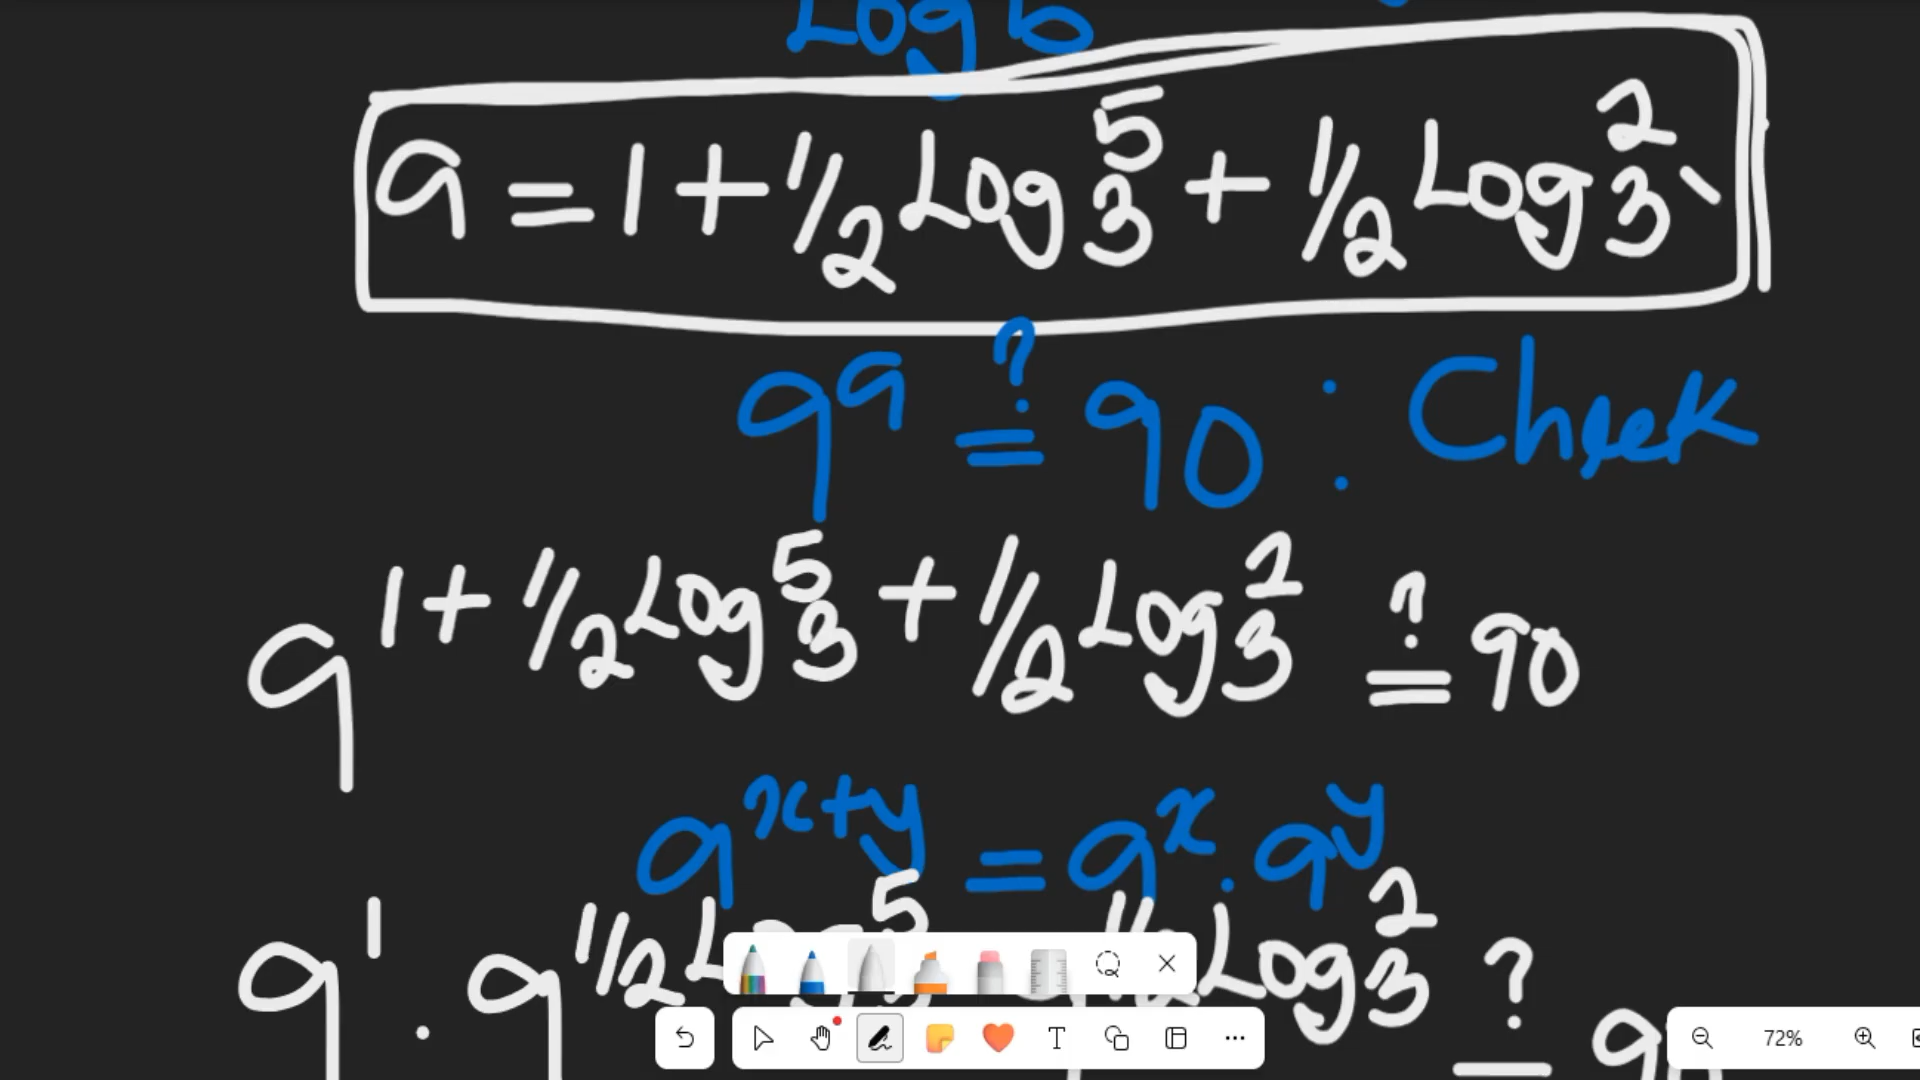 Log b
a = 1 + 1/2 Log₃⁵ + 1/2 Log₃²
9ᵃ ≟ 90 : Check
9^(1 + 1/2 Log₃⁵ + 1/2 Log₃²) ≟ 90
a^(x+y) = a^x . a^y
9¹ . 9^(1/2 Log₃⁵) 1/2 Log₃² ≟ 9
72%